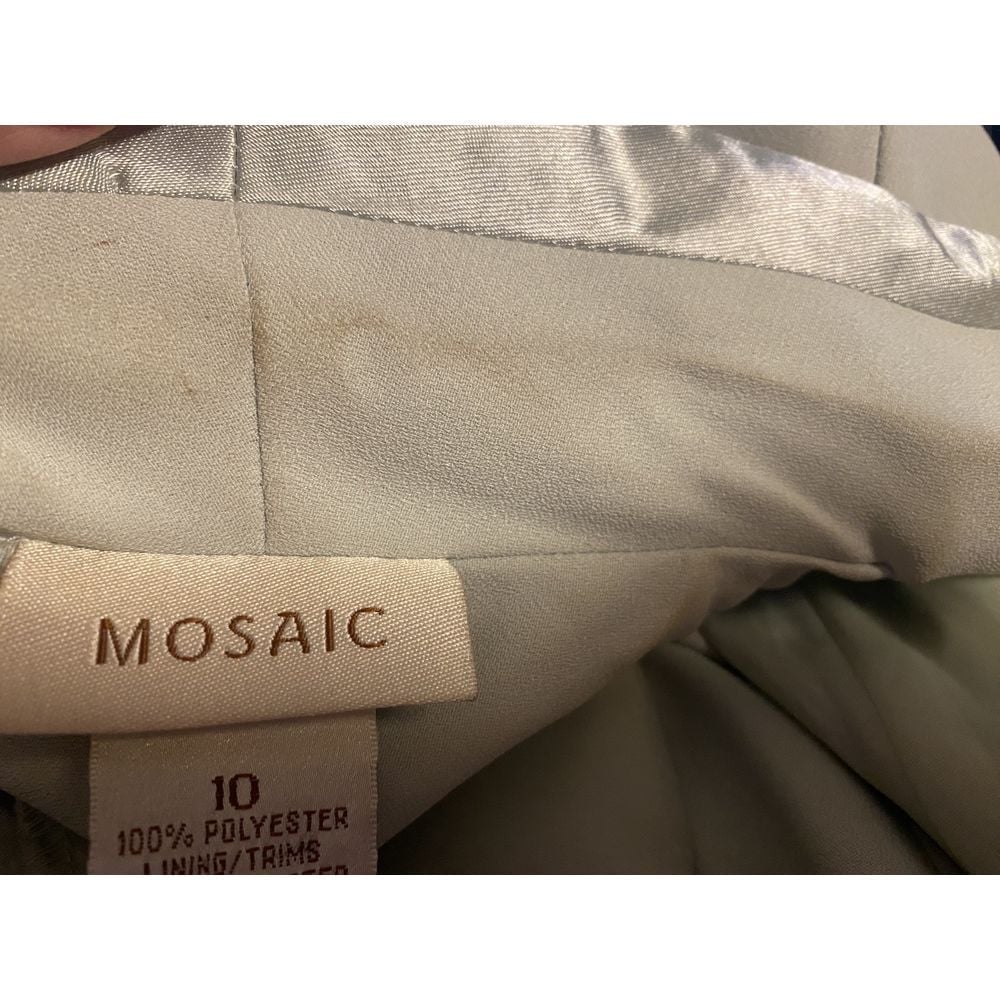 MOSAIC
10
100% POLYESTER
LINING/TRIMS